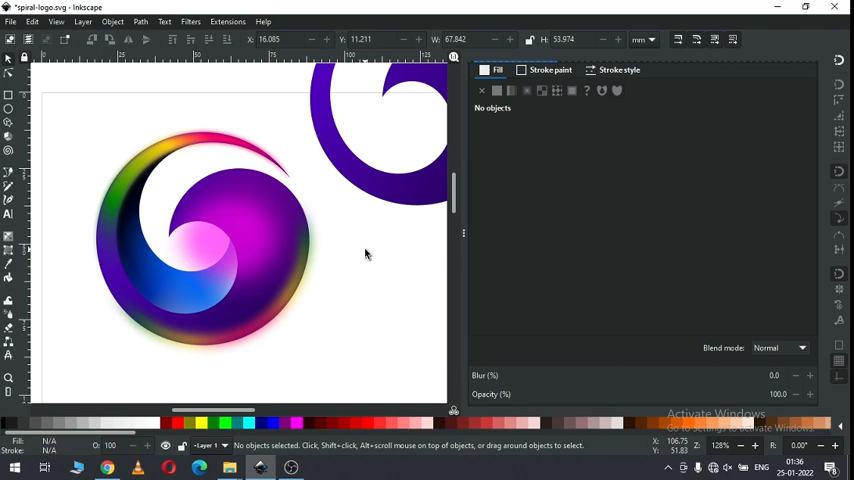 *spiral-logo.svg - Inkscape
File Edit View Layer Object Path Text Filters Extensions Help
X: 16.085 Y: 11.211 W: 67.842 H: 53.974 mm
Fill Stroke paint Stroke style
No objects
Blend mode: Normal
Blur (%) 0.0
Opacity (%) 100.0
Activate Windows
Go to Settings to activate Windows.
Fill: N/A
Stroke: N/A
O: 100
Layer 1
No objects selected. Click, Shift+click, Alt+scroll mouse on top of objects, or drag around objects to select.
X: 106.75
Y: 51.83
Z: 128% R: 0.00°
ENG
01:36
25-01-2022